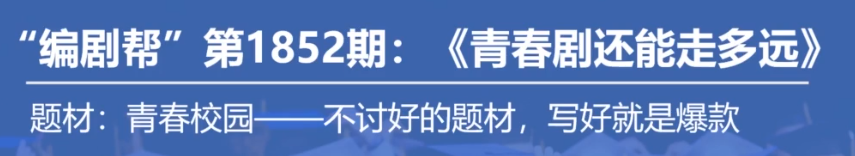 “编剧帮”第1852期：《青春剧还能走多远》
题材：青春校园——不讨好的题材，写好就是爆款